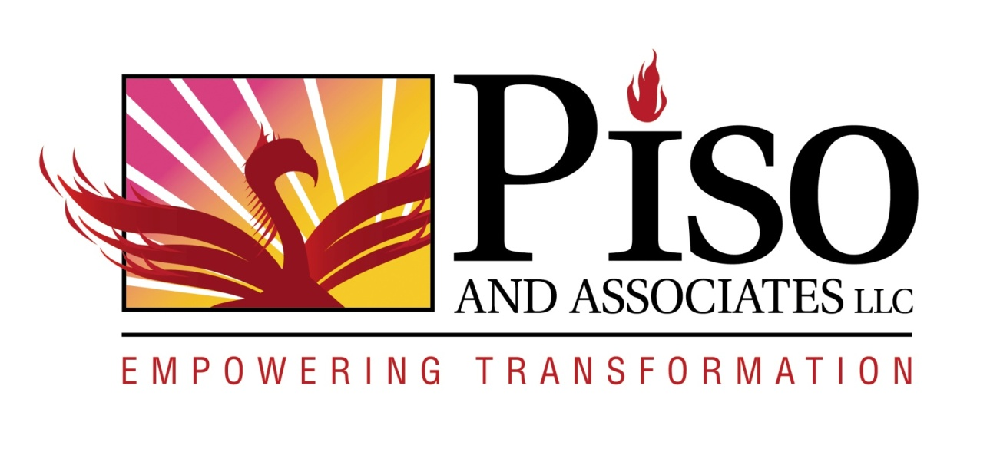 Piso
AND ASSOCIATES LLC
EMPOWERING TRANSFORMATION